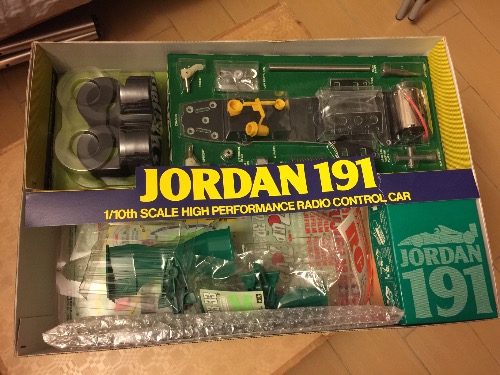 JORDAN 191
1/10th SCALE HIGH PERFORMANCE RADIO CONTROL CAR
JORDAN
191